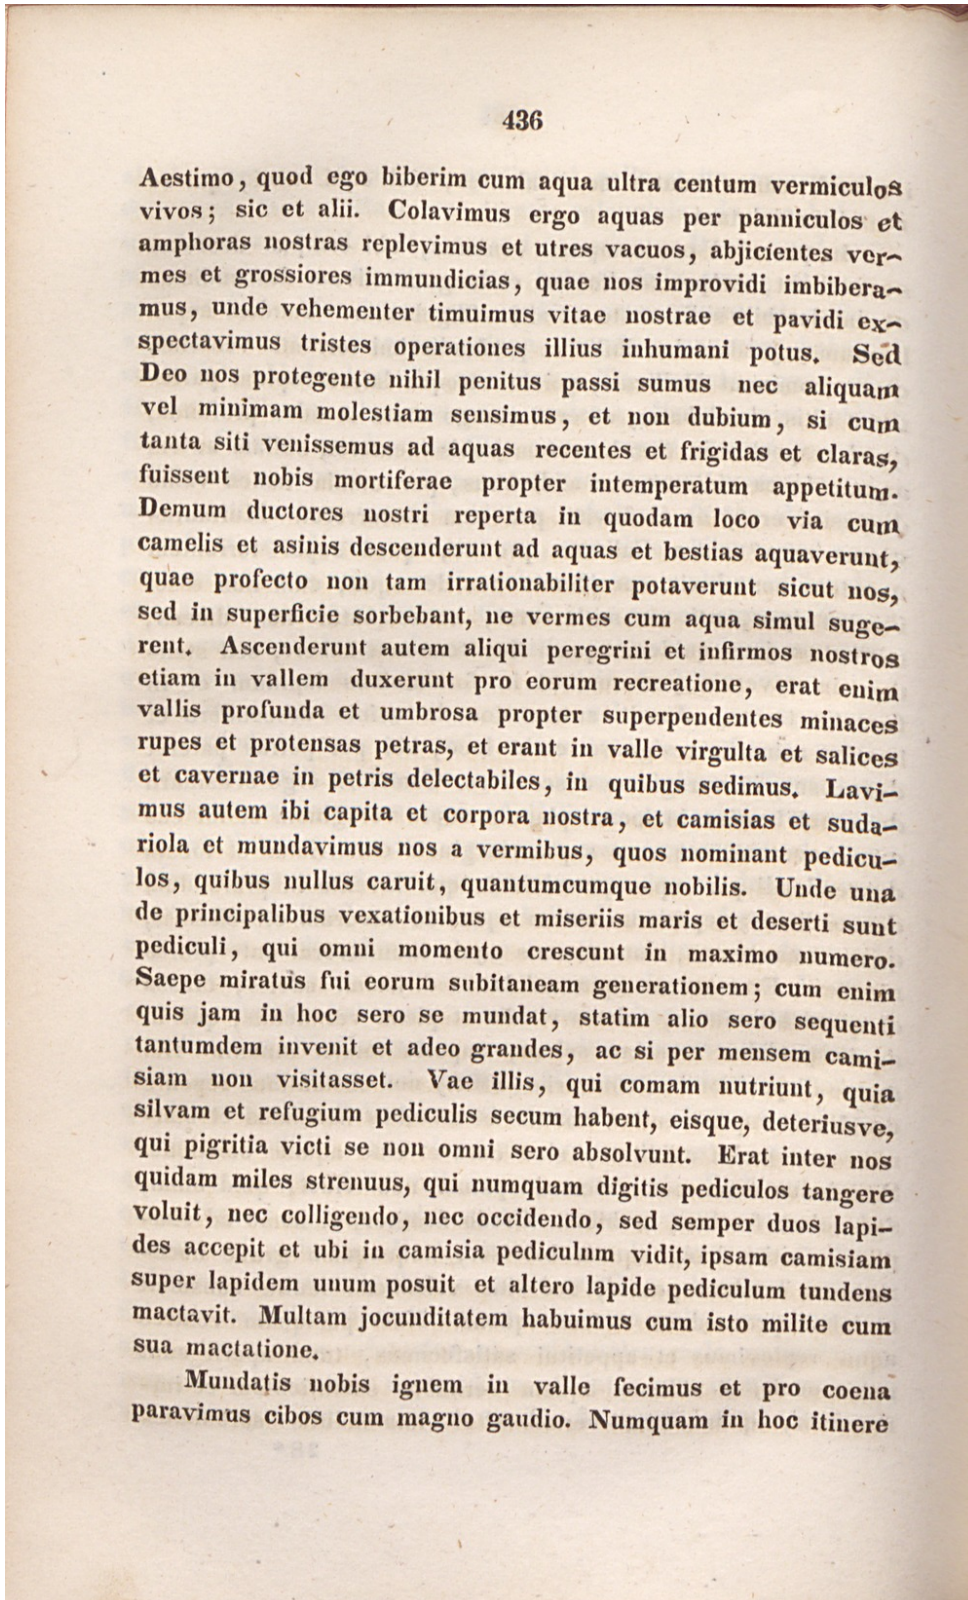 436
Aestimo, quod ego biberim cum aqua ultra centum vermiculos
vivos; sic et alii. Colavimus ergo aquas per panniculos et
amphoras nostras replevimus et utres vacuos, abjicientes ver-
mes et grossiores immundicias, quae nos improvidi imbibera-
mus, unde vehementer timuimus vitae nostrae et pavidi ex-
spectavimus tristes operationes illius inhumani potus. Sed
Deo nos protegente nihil penitus passi sumus nec aliquam
vel minimam molestiam sensimus, et non dubium, si cum
tanta siti venissemus ad aquas recentes et frigidas et claras,
fuissent nobis mortiferae propter intemperatum appetitum.
Demum ductores nostri reperta in quodam loco via cum
camelis et asinis descenderunt ad aquas et bestias aquaverunt,
quae profecto non tam irrationabiliter potaverunt sicut nos,
sed in superficie sorbebant, ne vermes cum aqua simul suge-
rent. Ascenderunt autem aliqui peregrini et infirmos nostros
etiam in vallem duxerunt pro eorum recreatione, erat enim
vallis profunda et umbrosa propter superpendentes minaces
rupes et protensas petras, et erant in valle virgulta et salices
et cavernae in petris delectabiles, in quibus sedimus. Lavi-
mus autem ibi capita et corpora nostra, et camisias et suda-
riola et mundavimus nos a vermibus, quos nominant pedicu-
los, quibus nullus caruit, quantumcumque nobilis. Unde una
de principalibus vexationibus et miseriis maris et deserti sunt
pediculi, qui omni momento crescunt in maximo numero.
Saepe miratus fui eorum subitaneam generationem; cum enim
quis jam in hoc sero se mundat, statim alio sero sequenti
tantumdem invenit et adeo grandes, ac si per mensem cami-
siam non visitasset. Vae illis, qui comam nutriunt, quia
silvam et refugium pediculis secum habent, eisque, deteriusve,
qui pigritia victi se non omni sero absolvunt. Erat inter nos
quidam miles strenuus, qui numquam digitis pediculos tangere
voluit, nec colligendo, nec occidendo, sed semper duos lapi-
des accepit et ubi in camisia pediculum vidit, ipsam camisiam
super lapidem unum posuit et altero lapide pediculum tundens
mactavit. Multam jocunditatem habuimus cum isto milite cum
sua mactatione.
Mundatis nobis ignem in valle fecimus et pro coena
paravimus cibos cum magno gaudio. Numquam in hoc itinere